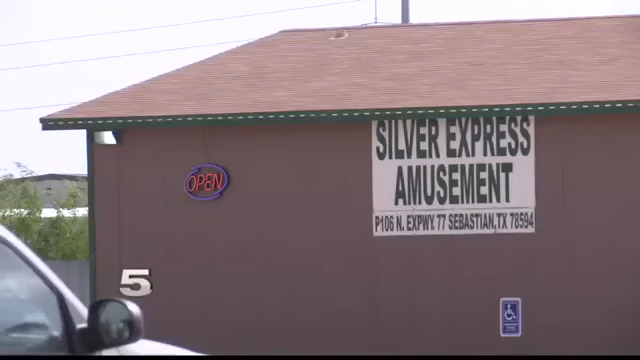 SILVER EXPRESS
AMUSEMENT
P106 N. EXPWY. 77 SEBASTIAN, TX 78594
OPEN
5